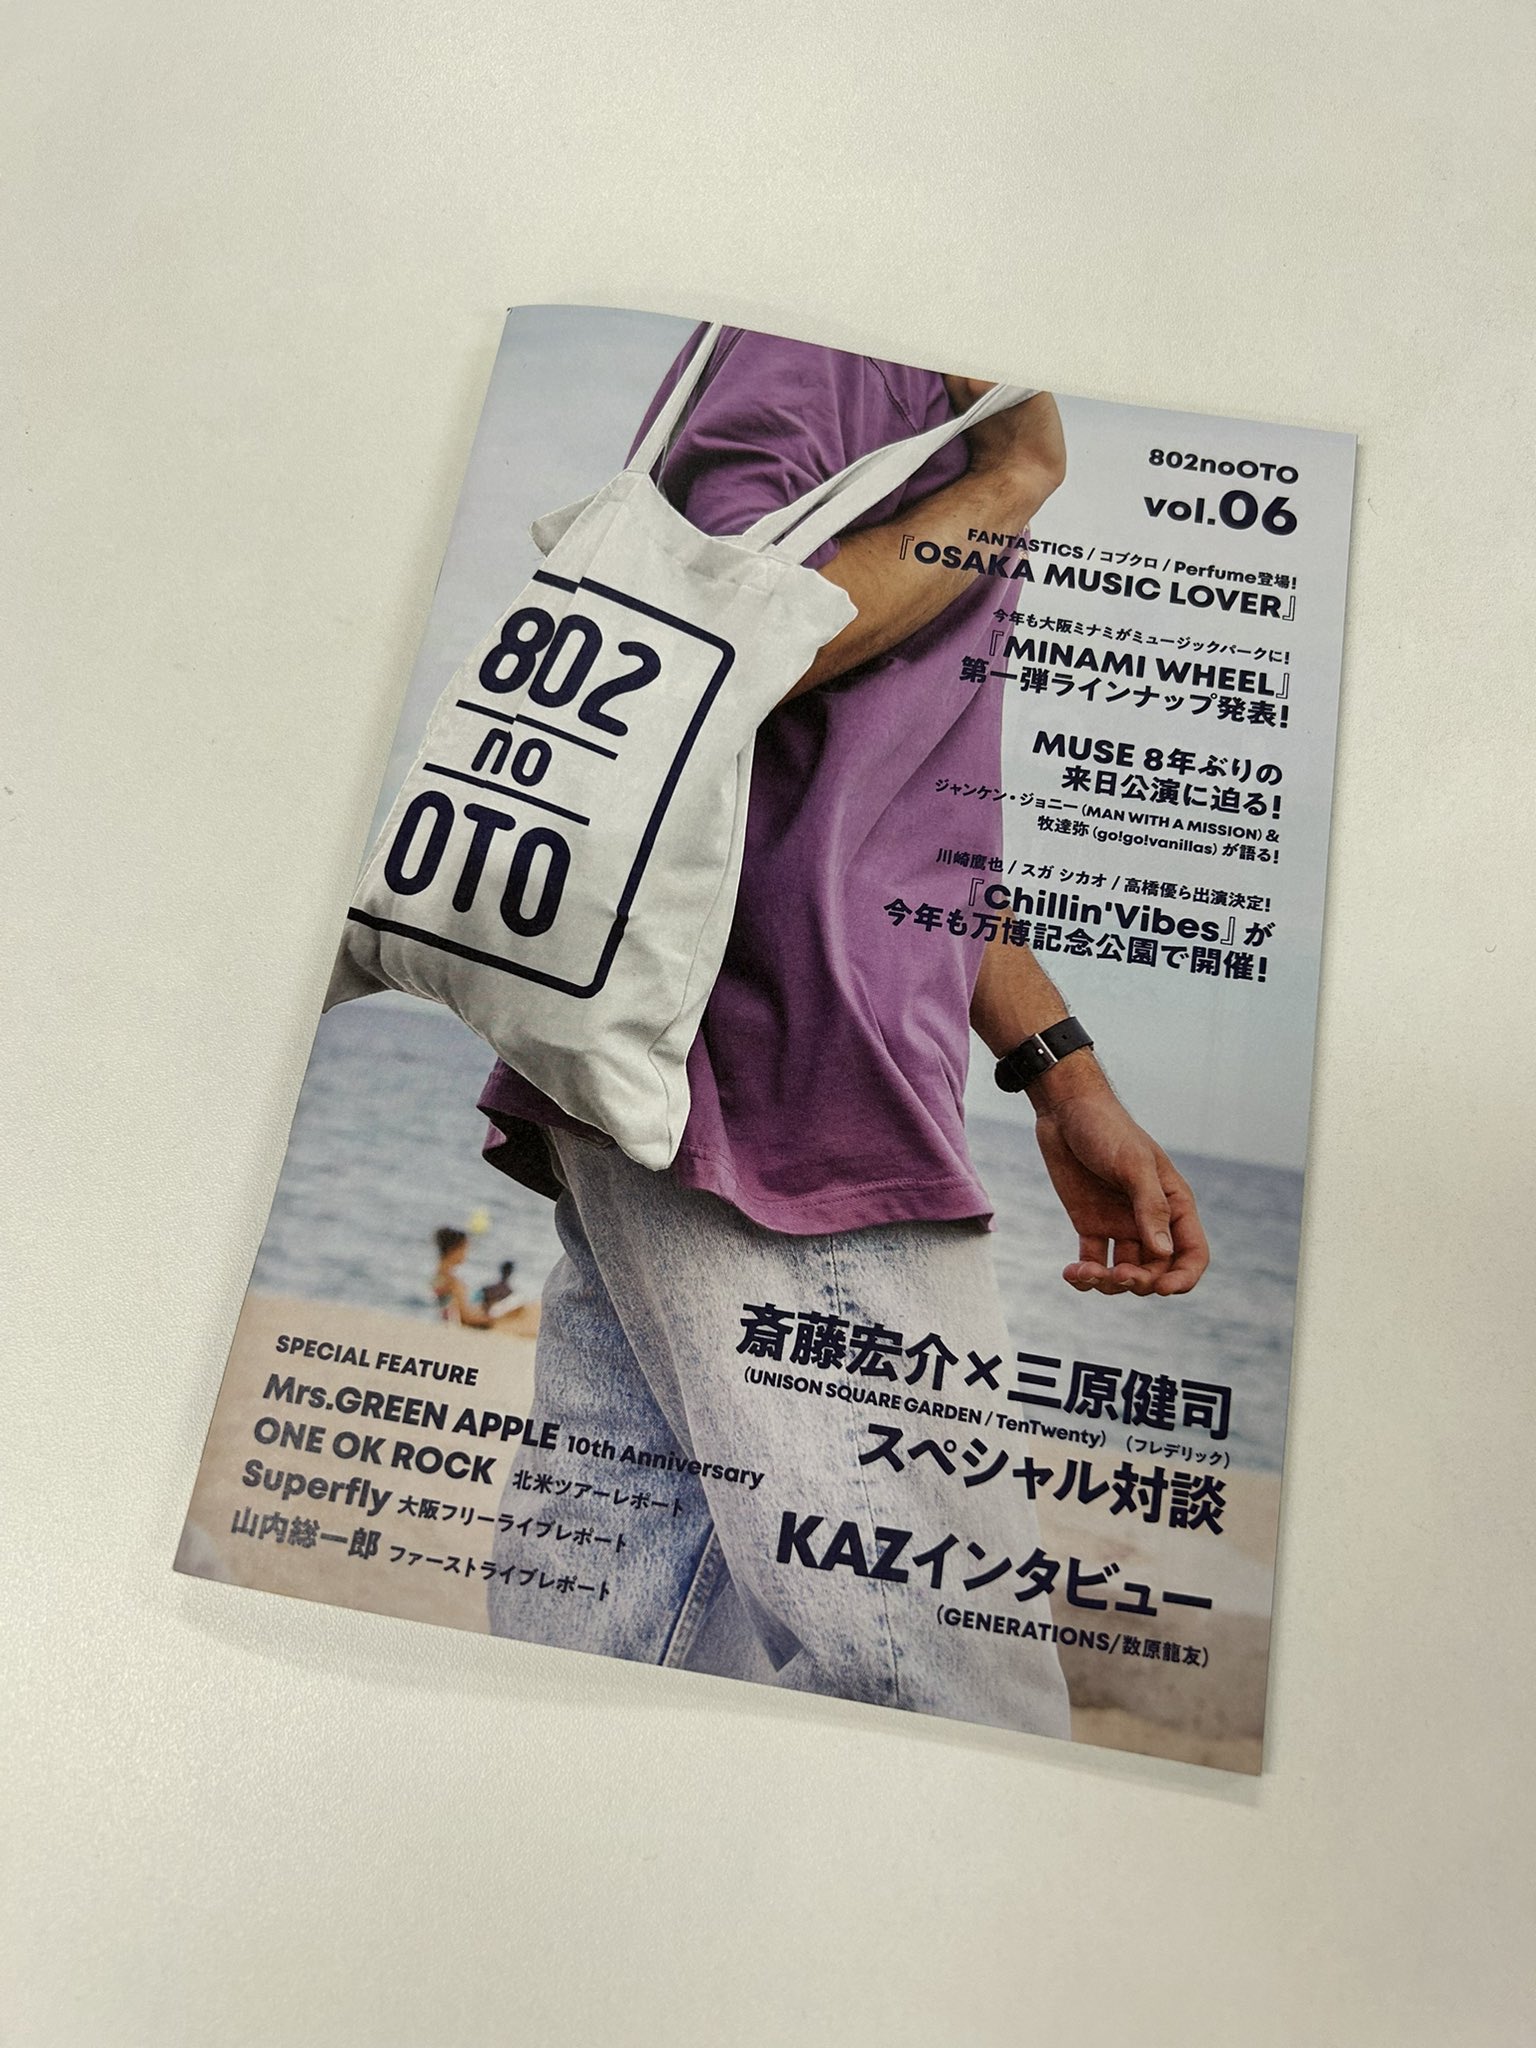 802
no
OTO
802noOTO
vol.06
FANTASTICS / コブクロ / Perfume登場!
『OSAKA MUSIC LOVER』
今年も大阪ミナミがミュージックパークに!
『MINAMI WHEEL』
第一弾ラインナップ発表!
MUSE 8年ぶりの
来日公演に迫る!
ジャンケン・ジョニー (MAN WITH A MISSION) &
牧達弥 (go!go!vanillas) が語る!
川崎鷹也 / スガ シカオ / 高橋優ら出演決定!
『Chillin'Vibes』が
今年も万博記念公園で開催!
斎藤宏介×三原健司
(UNISON SQUARE GARDEN / TenTwenty) (フレデリック)
スペシャル対談
KAZインタビュー
(GENERATIONS/数原龍友)
SPECIAL FEATURE
Mrs.GREEN APPLE 10th Anniversary
ONE OK ROCK 北米ツアーレポート
Superfly 大阪フリーライブレポート
山内総一郎 ファーストライブレポート